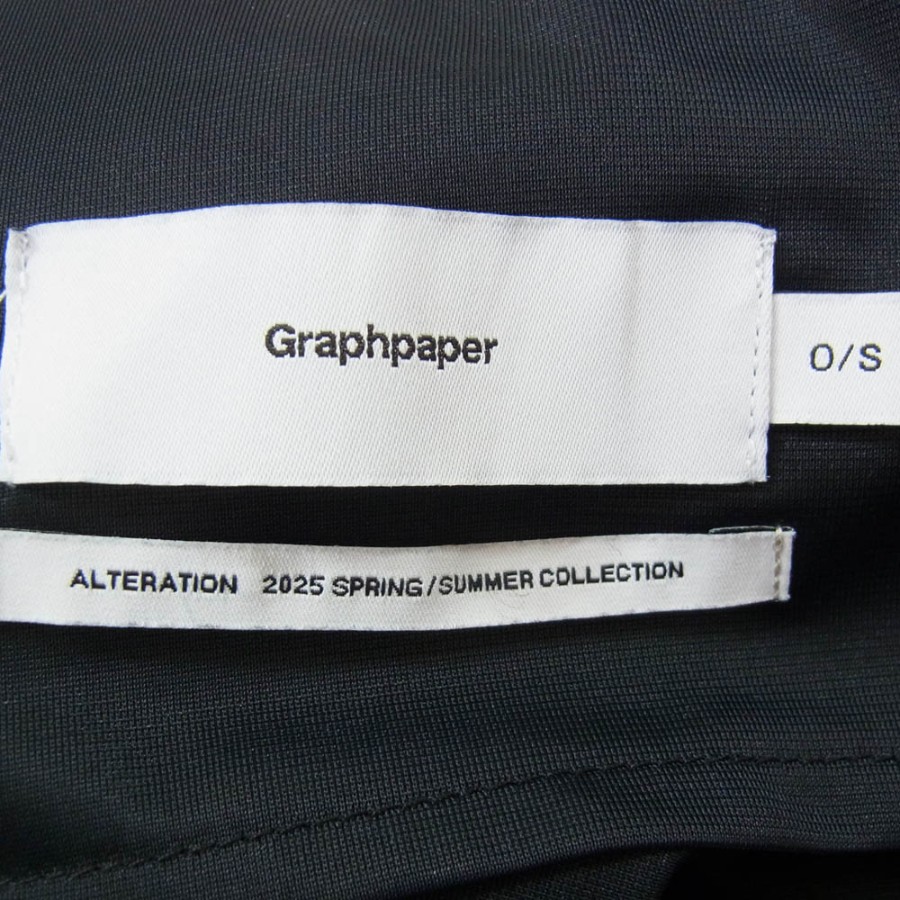 Graphpaper
O/S
ALTERATION 2025 SPRING/SUMMER COLLECTION